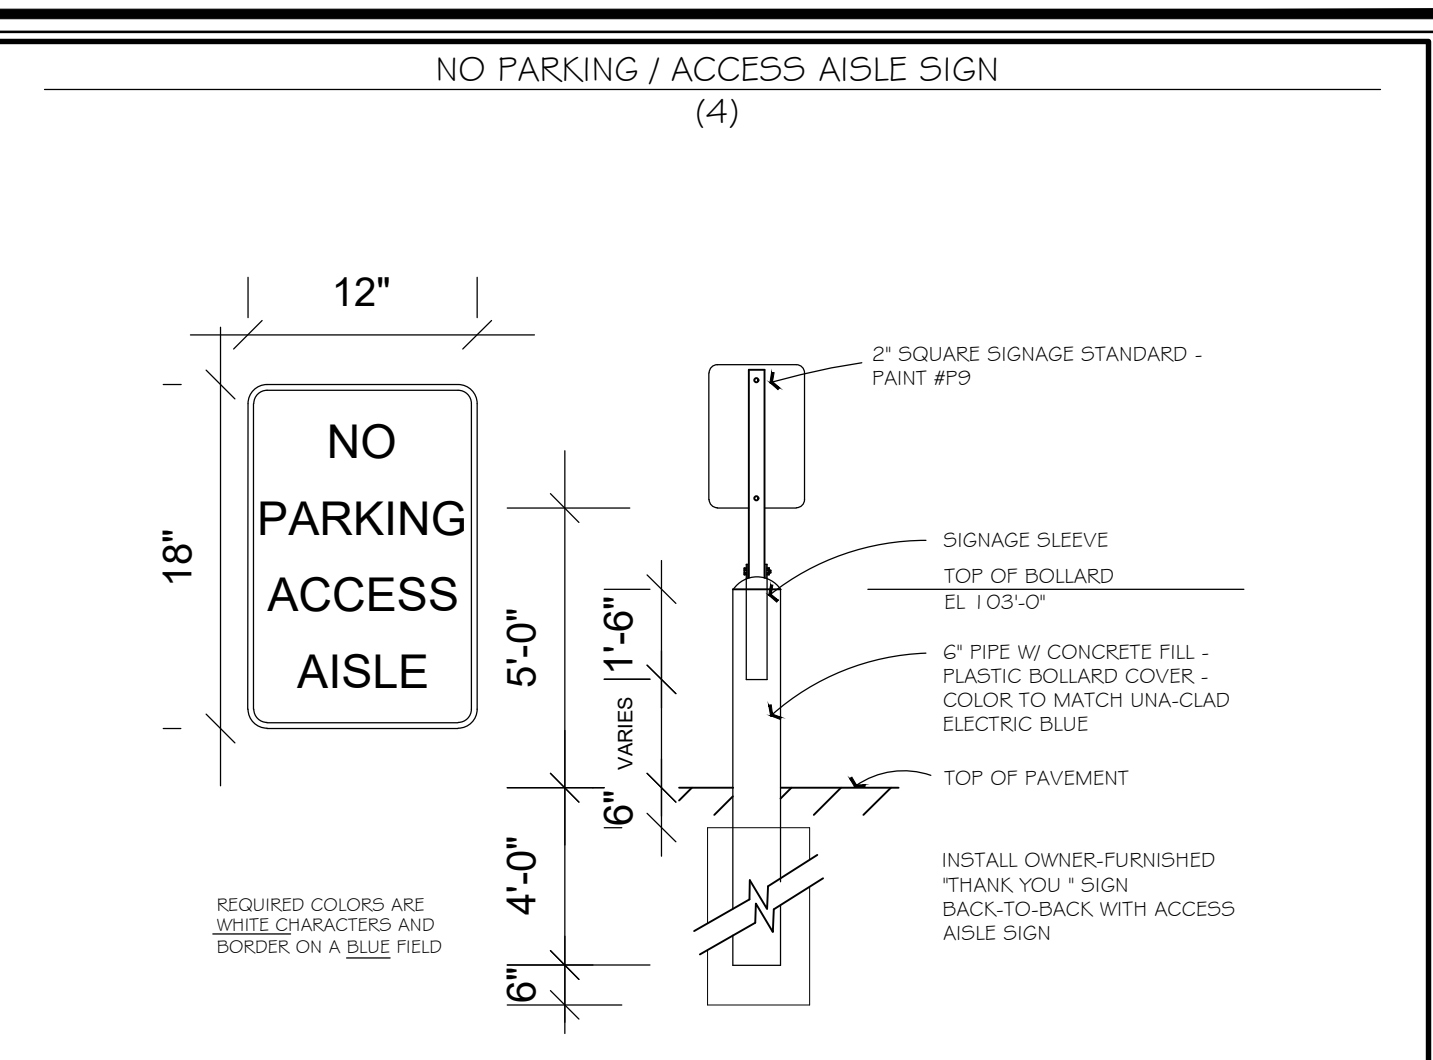 NO PARKING / ACCESS AISLE SIGN
(4)
12"
18"
NO
PARKING
ACCESS
AISLE
REQUIRED COLORS ARE
WHITE CHARACTERS AND
BORDER ON A BLUE FIELD
5'-0"
4'-0"
6"
1'-6"
VARIES
6"
2" SQUARE SIGNAGE STANDARD -
PAINT #P9
SIGNAGE SLEEVE
TOP OF BOLLARD
EL 103'-0"
6" PIPE W/ CONCRETE FILL -
PLASTIC BOLLARD COVER -
COLOR TO MATCH UNA-CLAD
ELECTRIC BLUE
TOP OF PAVEMENT
INSTALL OWNER-FURNISHED
"THANK YOU " SIGN
BACK-TO-BACK WITH ACCESS
AISLE SIGN